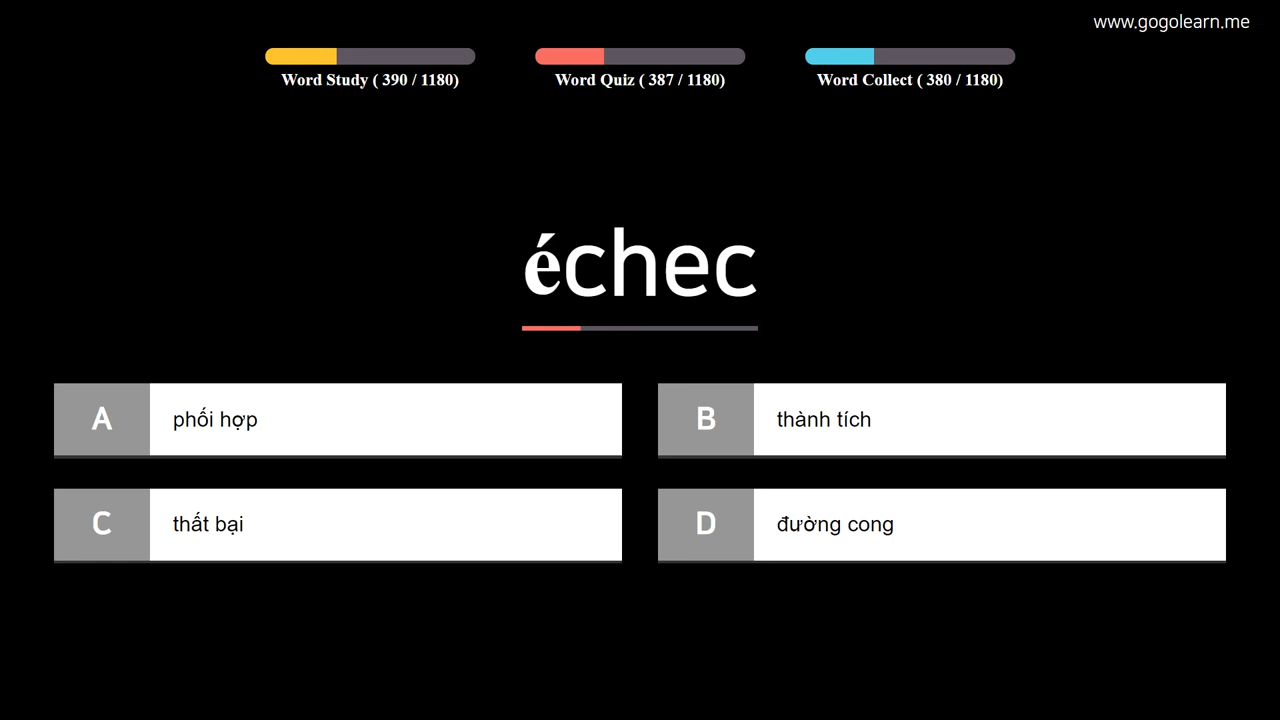 www.gogolearn.me
Word Study ( 390 / 1180)
Word Quiz ( 387 / 1180)
Word Collect ( 380 / 1180)
échec
A phối hợp
B thành tích
C thất bại
D đường cong